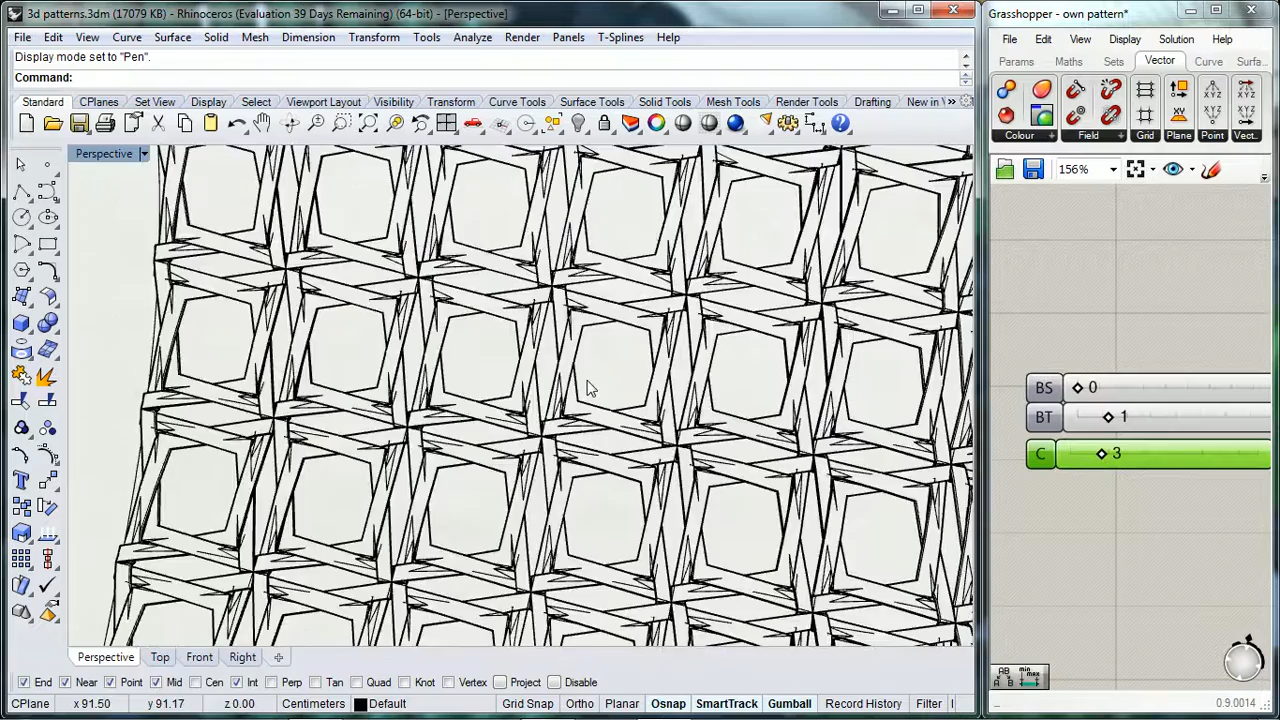 3d patterns.3dm (17079 KB) - Rhinoceros (Evaluation 39 Days Remaining) (64-bit) - [Perspective]
File Edit View Curve Surface Solid Mesh Dimension Transform Tools Analyze Render Panels T-Splines Help
Display mode set to "Pen".
Command:
Standard CPlanes Set View Display Select Viewport Layout Visibility Transform Curve Tools Surface Tools Solid Tools Mesh Tools Render Tools Drafting New in V
Perspective
Perspective Top Front Right
End Near Point Mid Cen Int Perp Tan Quad Knot Vertex Project Disable
CPlane x 91.50 y 91.17 z 0.00 Centimeters Default Grid Snap Ortho Planar Osnap SmartTrack Gumball Record History Filter
Grasshopper - own pattern*
File Edit View Display Solution Help
Params Maths Sets Vector Curve Surfa..
XYZ
XYZ
Colour Field Grid Plane Point Vect..
156%
BS 0
BT 1
C 3
AB min
A B max
0.9.0014